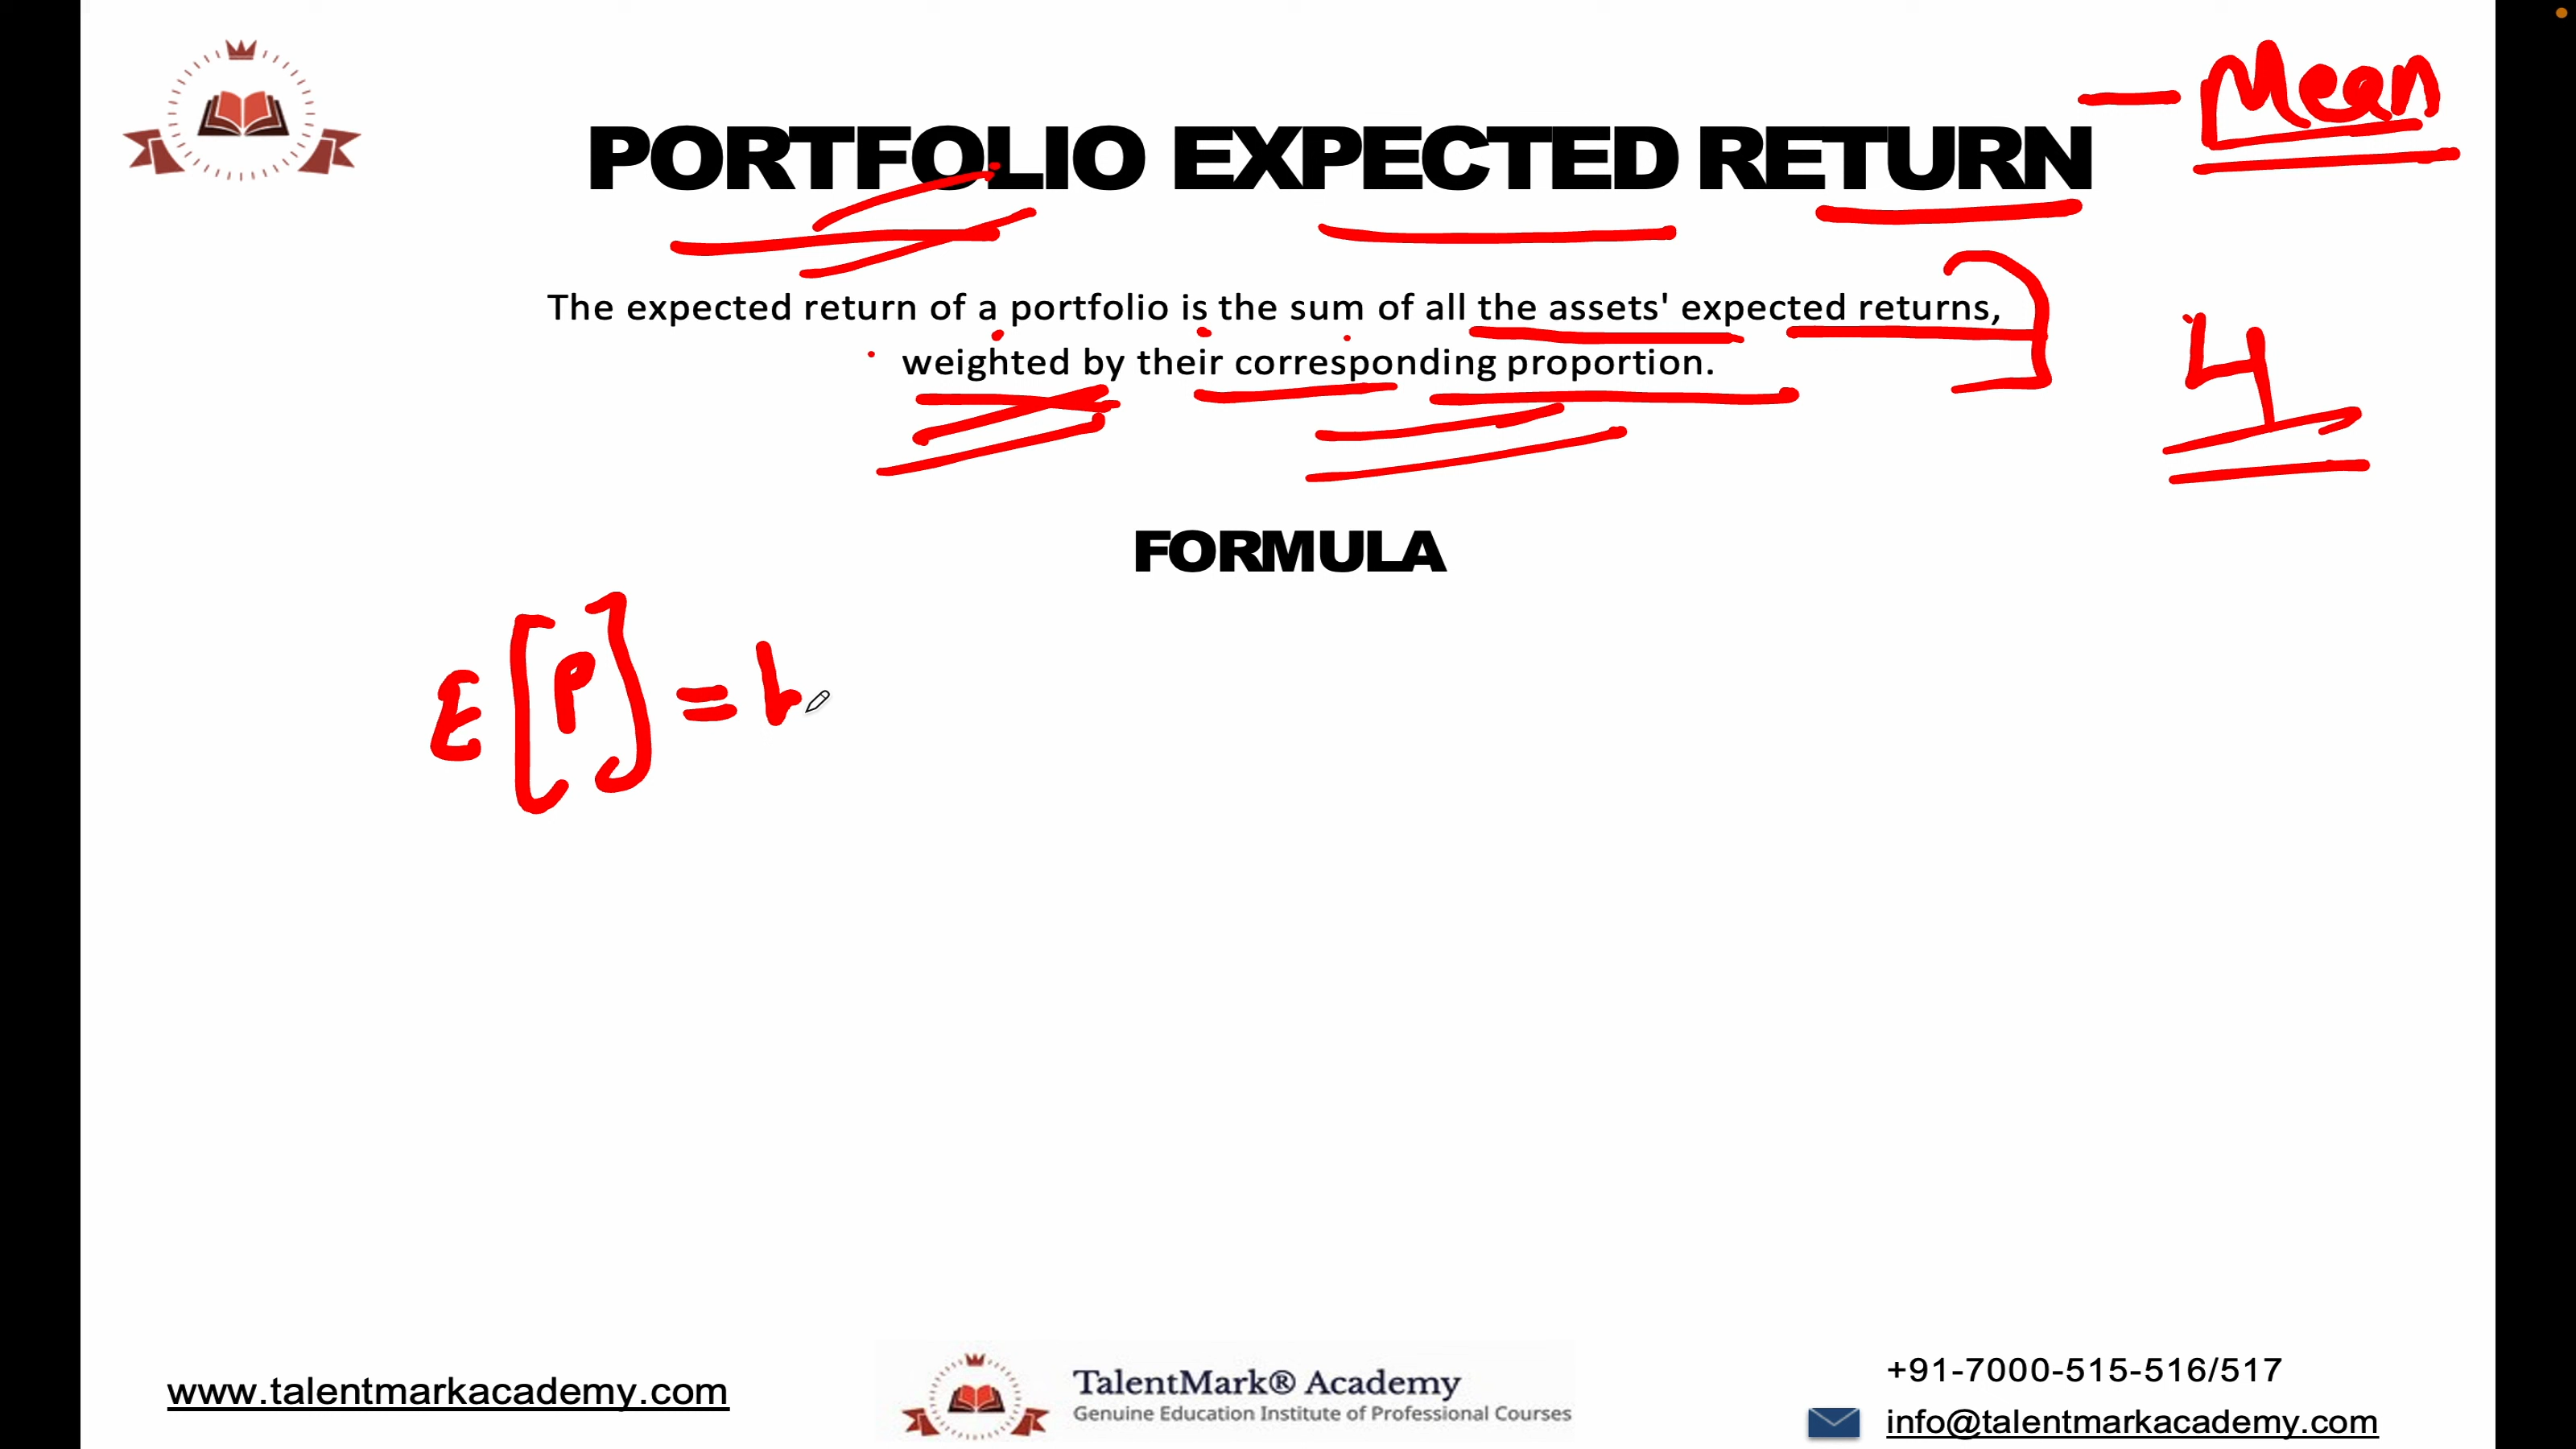 — Mean
PORTFOLIO EXPECTED RETURN
The expected return of a portfolio is the sum of all the assets' expected returns,
weighted by their corresponding proportion.
4
FORMULA
E[P] =
www.talentmarkacademy.com
TalentMark® Academy
Genuine Education Institute of Professional Courses
+91-7000-515-516/517
info@talentmarkacademy.com